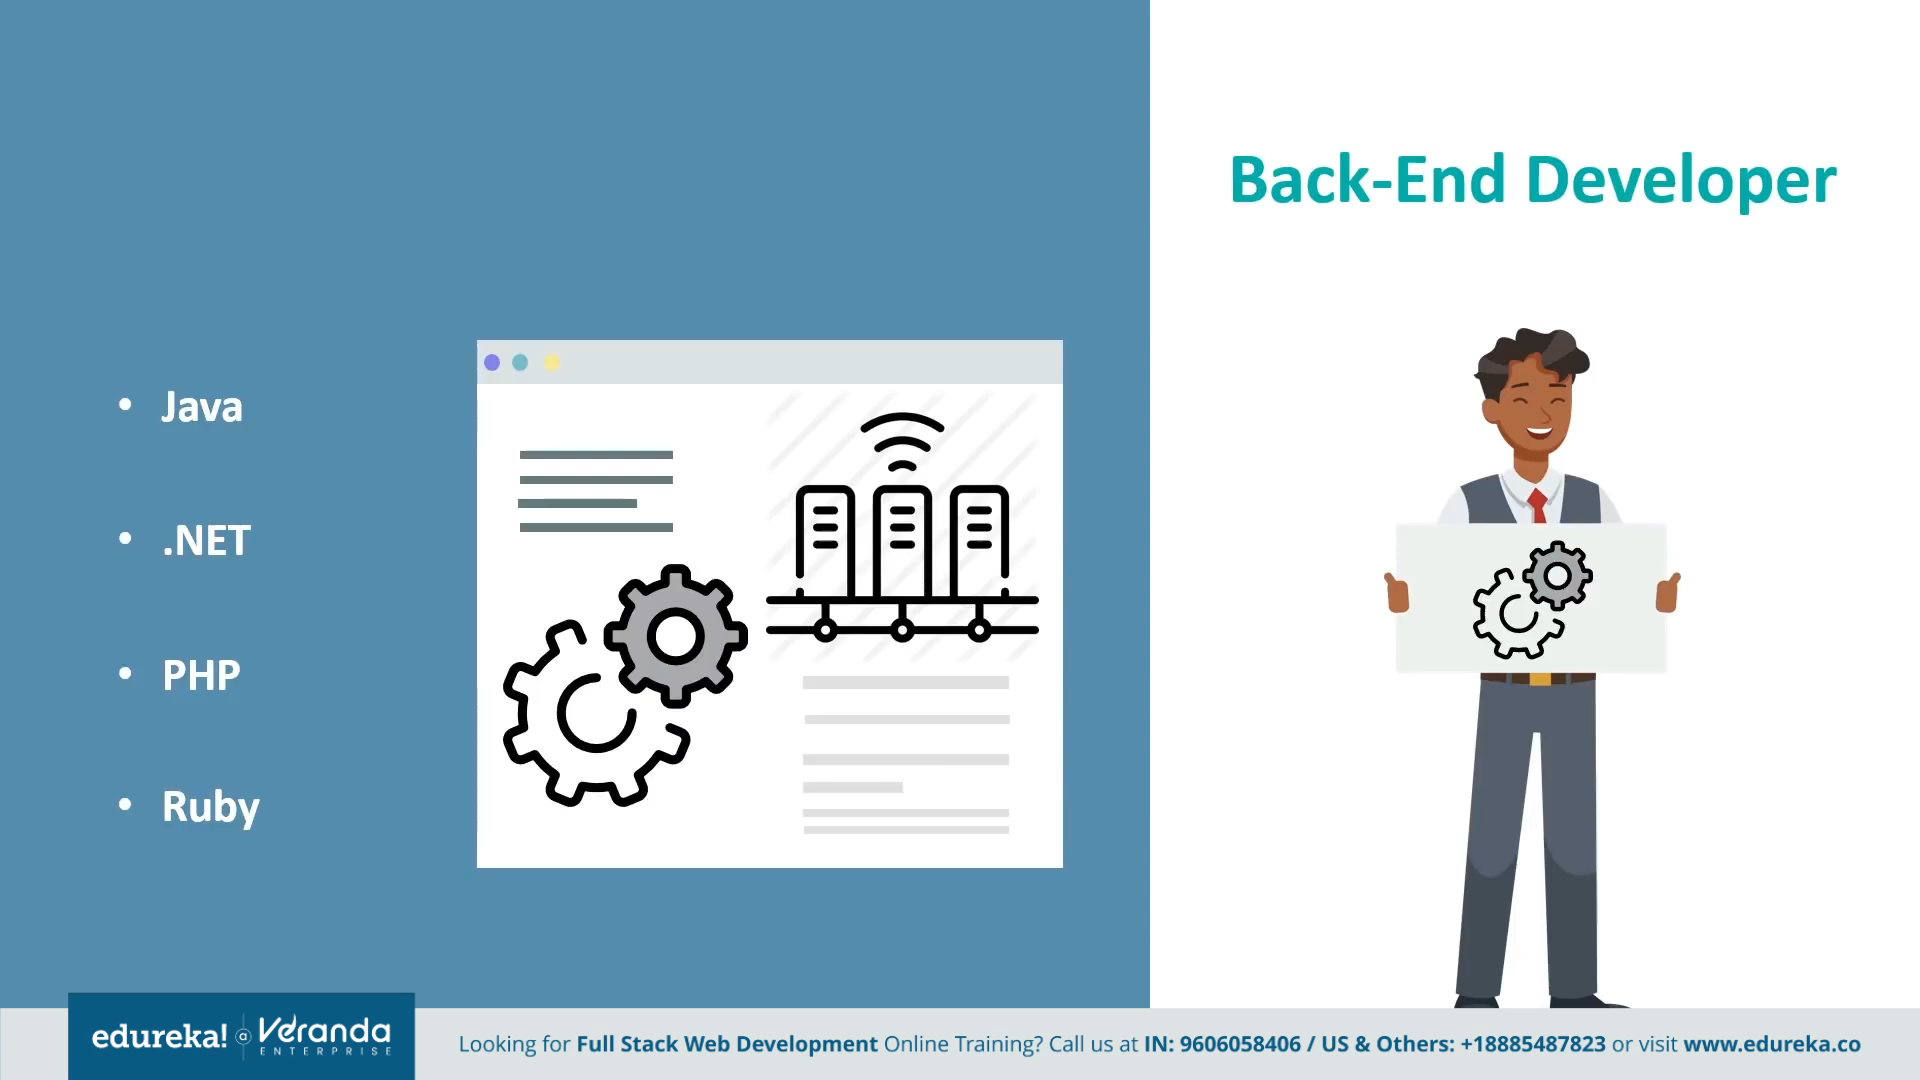 Back-End Developer
• Java
• .NET
• PHP
• Ruby
edureka! a Veranda
ENTERPRISE
Looking for Full Stack Web Development Online Training? Call us at IN: 9606058406 / US & Others: +18885487823 or visit www.edureka.co